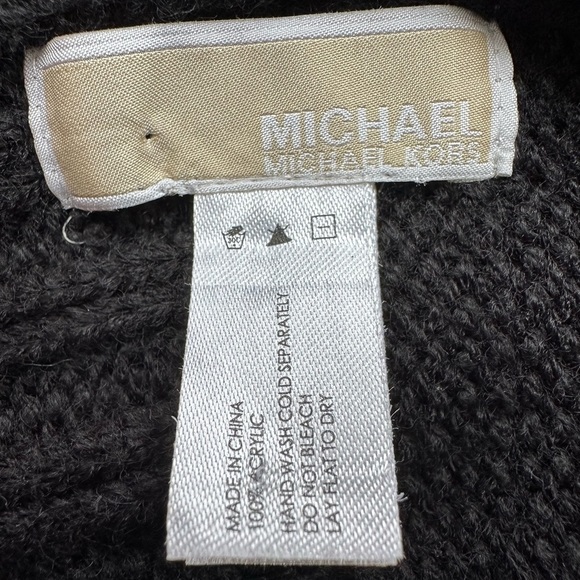 MICHAEL
MICHAEL KORS
MADE IN CHINA
100% ACRYLIC
HAND WASH COLD SEPARATELY
DO NOT BLEACH
LAY FLAT TO DRY